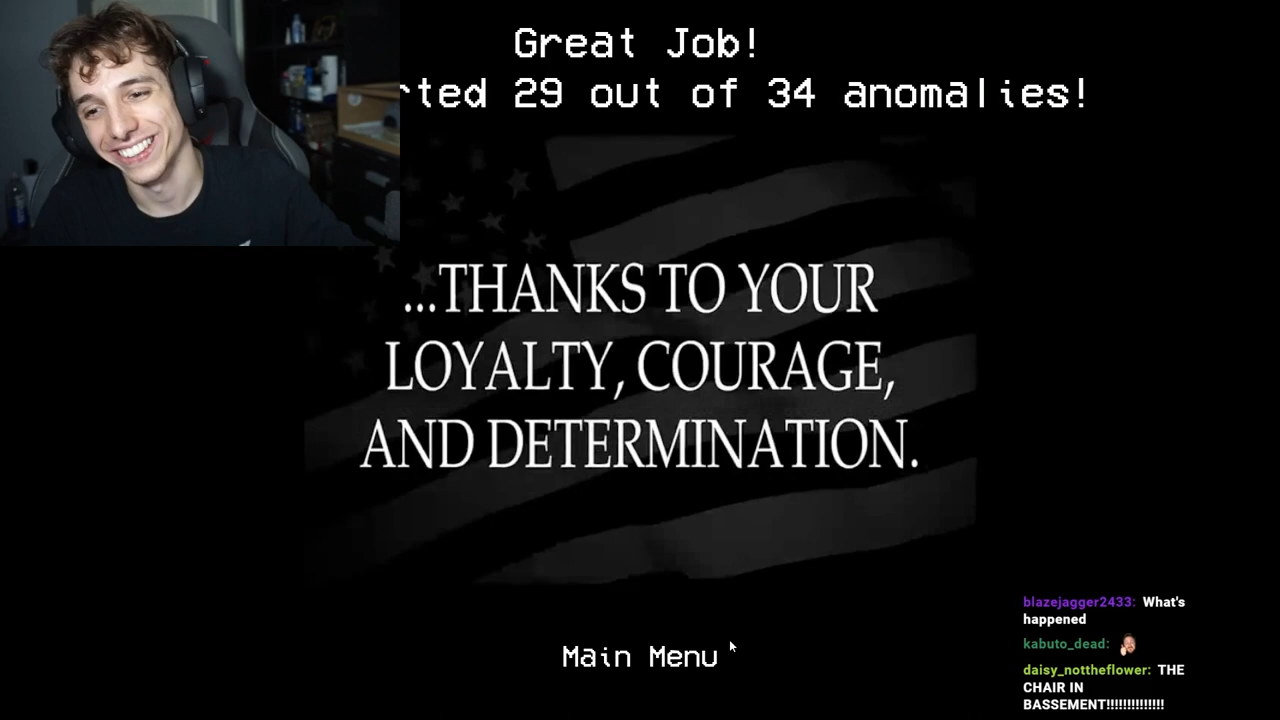 Great Job!
rted 29 out of 34 anomalies!
...THANKS TO YOUR
LOYALTY, COURAGE,
AND DETERMINATION.
Main Menu
blazejagger2433: What's
happened
kabuto_dead:
daisy_nottheflower: THE
CHAIR IN
BASSEMENT!!!!!!!!!!!!!!